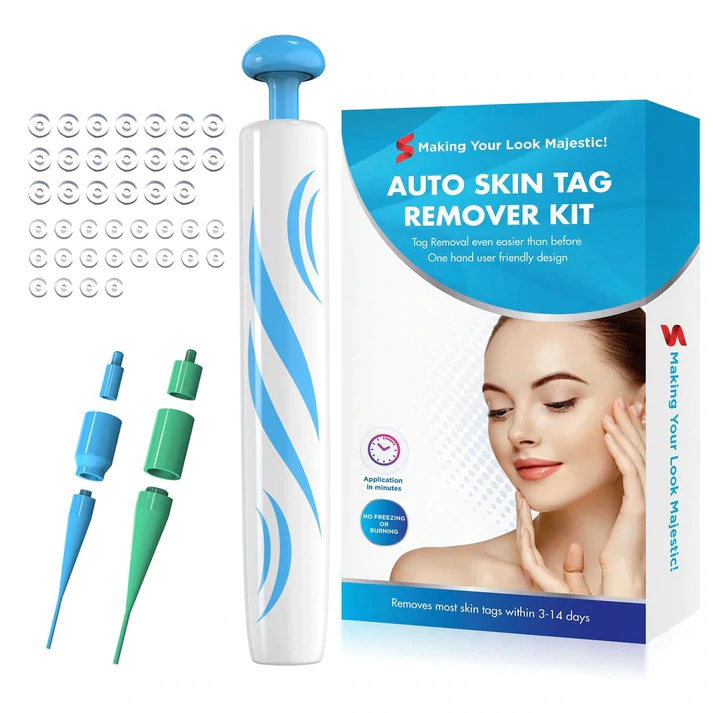 Making Your Look Majestic!
AUTO SKIN TAG
REMOVER KIT
Tag Removal even easier than before
One hand user friendly design
Application
in minutes
NO FREEZING
OR
BURNING
Removes most skin tags within 3-14 days
Making Your Look Majestic!